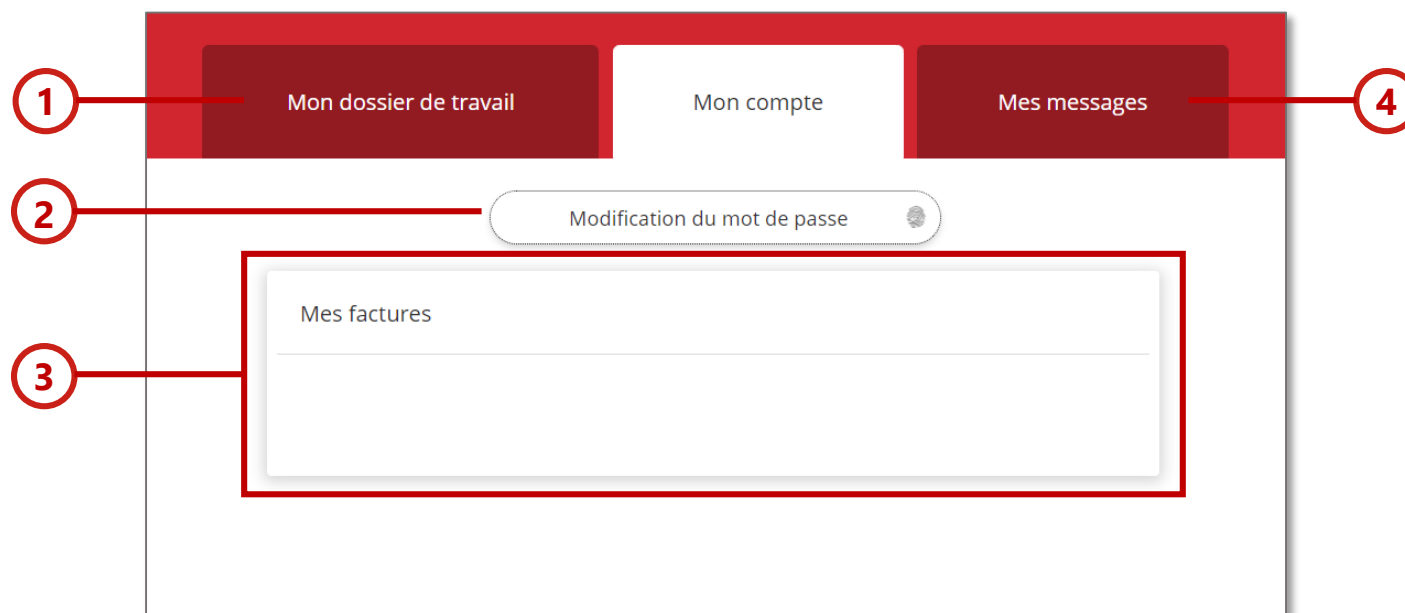 1 Mon dossier de travail Mon compte Mes messages 4
2 Modification du mot de passe
Mes factures
3